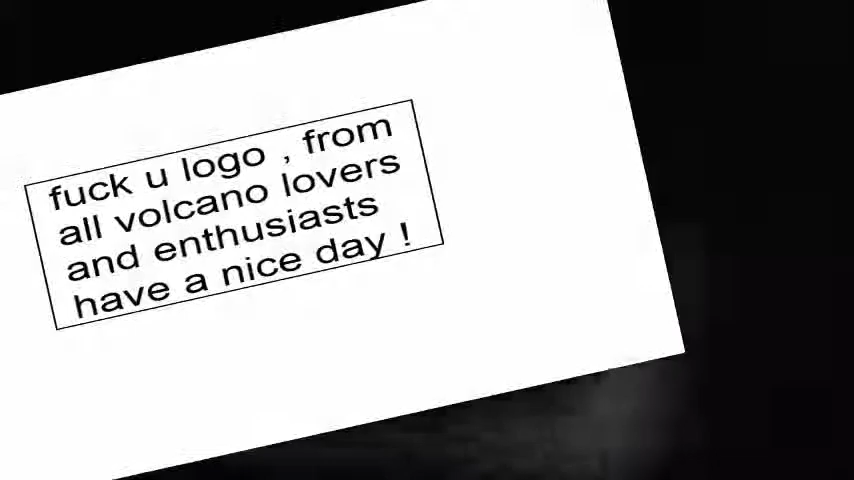 fuck u logo , from
all volcano lovers
and enthusiasts
have a nice day !